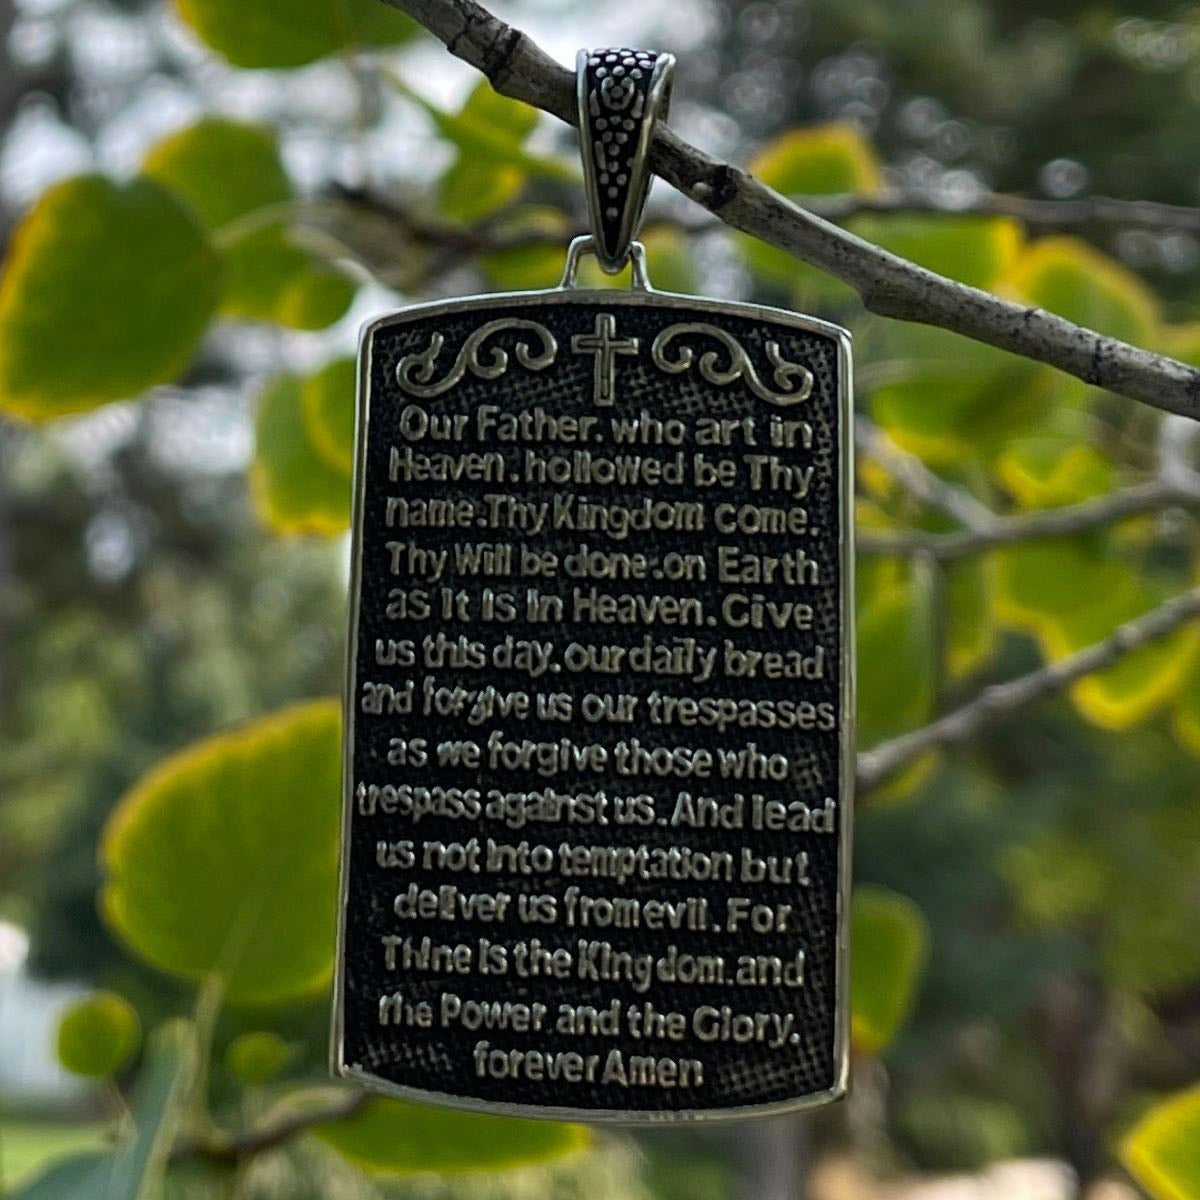 Our Father. who art in
Heaven. hollowed be Thy
name. Thy Kingdom come.
Thy Will be done. on Earth
as It Is In Heaven. Give
us this day. our daily bread
and forgive us our trespasses
as we forgive those who
trespass against us. And lead
us not Into temptation but
deliver us from evil. For
Thine Is the Kingdom. and
the Power and the Glory.
forever Amen